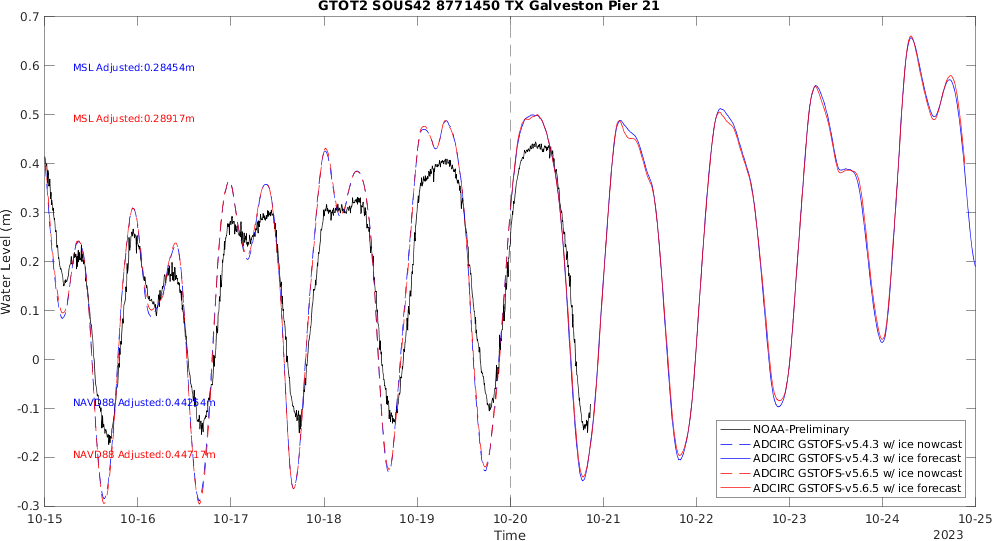 GTOT2 SOUS42 8771450 TX Galveston Pier 21
0.7
0.6
0.5
0.4
0.3
0.2
0.1
0
-0.1
-0.2
-0.3
Water Level (m)
MSL Adjusted:0.28454m
MSL Adjusted:0.28917m
NAVD88 Adjusted:0.44254m
NAVD88 Adjusted:0.44717m
NOAA-Preliminary
ADCIRC GSTOFS-v5.4.3 w/ ice nowcast
ADCIRC GSTOFS-v5.4.3 w/ ice forecast
ADCIRC GSTOFS-v5.6.5 w/ ice nowcast
ADCIRC GSTOFS-v5.6.5 w/ ice forecast
10-15 10-16 10-17 10-18 10-19 10-20 10-21 10-22 10-23 10-24 10-25
Time
2023